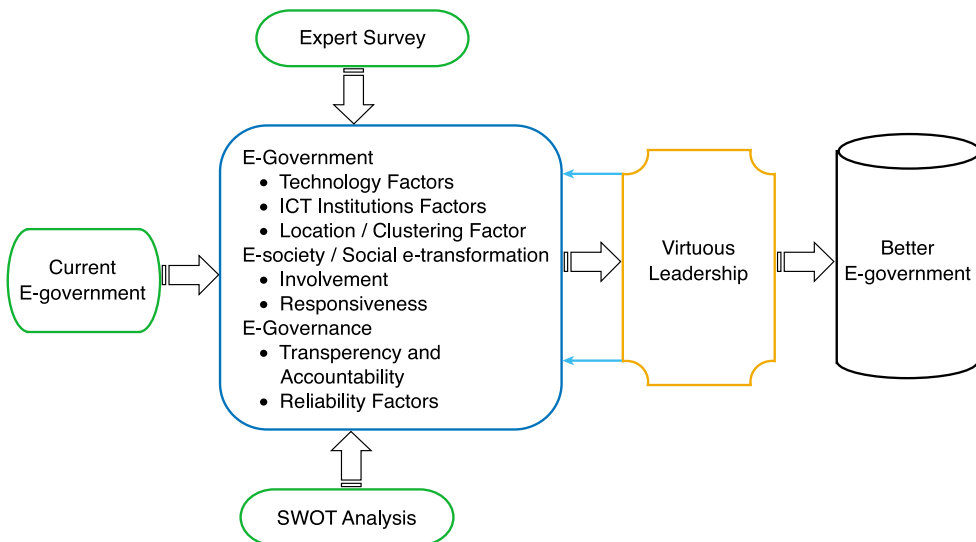 Expert Survey
E-Government
• Technology Factors
• ICT Institutions Factors
• Location / Clustering Factor
E-society / Social e-transformation
• Involvement
• Responsiveness
E-Governance
• Transperency and
Accountability
• Reliability Factors
Current
E-government
Virtuous
Leadership
Better
E-government
SWOT Analysis